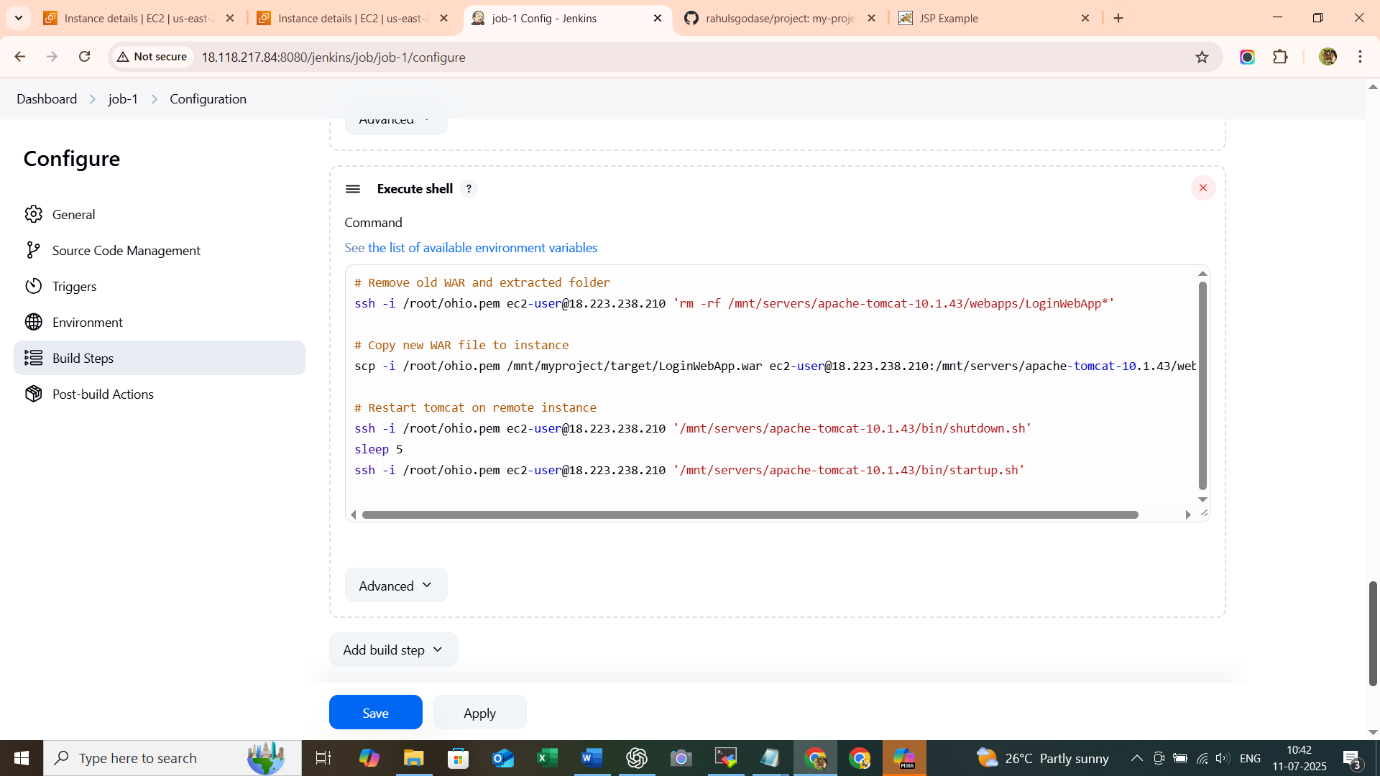 Instance details | EC2 | us-east-2
Instance details | EC2 | us-east-2
job-1 Config - Jenkins
rahulsgodase/project: my-proje
JSP Example
Not secure
18.118.217.84:8080/jenkins/job/job-1/configure
Dashboard > job-1 > Configuration
Configure
General
Source Code Management
Triggers
Environment
Build Steps
Post-build Actions
Advanced
Execute shell ?
Command
See the list of available environment variables
# Remove old WAR and extracted folder
ssh -i /root/ohio.pem ec2-user@18.223.238.210 'rm -rf /mnt/servers/apache-tomcat-10.1.43/webapps/LoginWebApp*'
# Copy new WAR file to instance
scp -i /root/ohio.pem /mnt/myproject/target/LoginWebApp.war ec2-user@18.223.238.210:/mnt/servers/apache-tomcat-10.1.43/web
# Restart tomcat on remote instance
ssh -i /root/ohio.pem ec2-user@18.223.238.210 '/mnt/servers/apache-tomcat-10.1.43/bin/shutdown.sh'
sleep 5
ssh -i /root/ohio.pem ec2-user@18.223.238.210 '/mnt/servers/apache-tomcat-10.1.43/bin/startup.sh'
Advanced
Add build step
Save
Apply
Type here to search
M365
26°C Partly sunny
ENG
10:42
11-07-2025
3